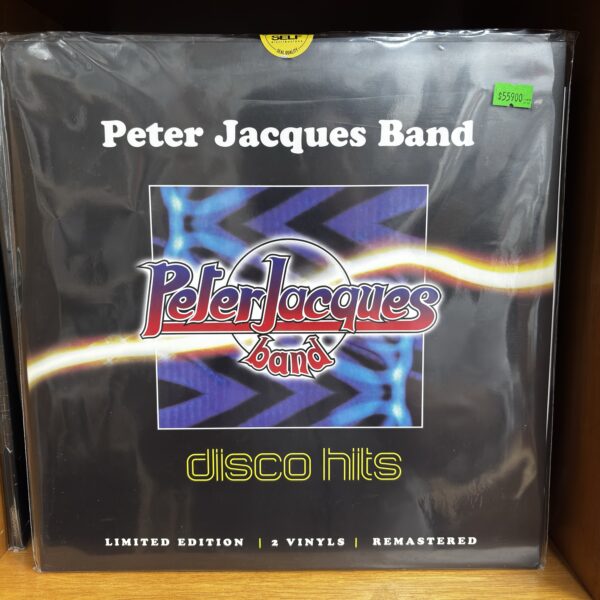 SELF
$55900
Peter Jacques Band
Peter Jacques
band
disco hits
LIMITED EDITION | 2 VINYLS | REMASTERED